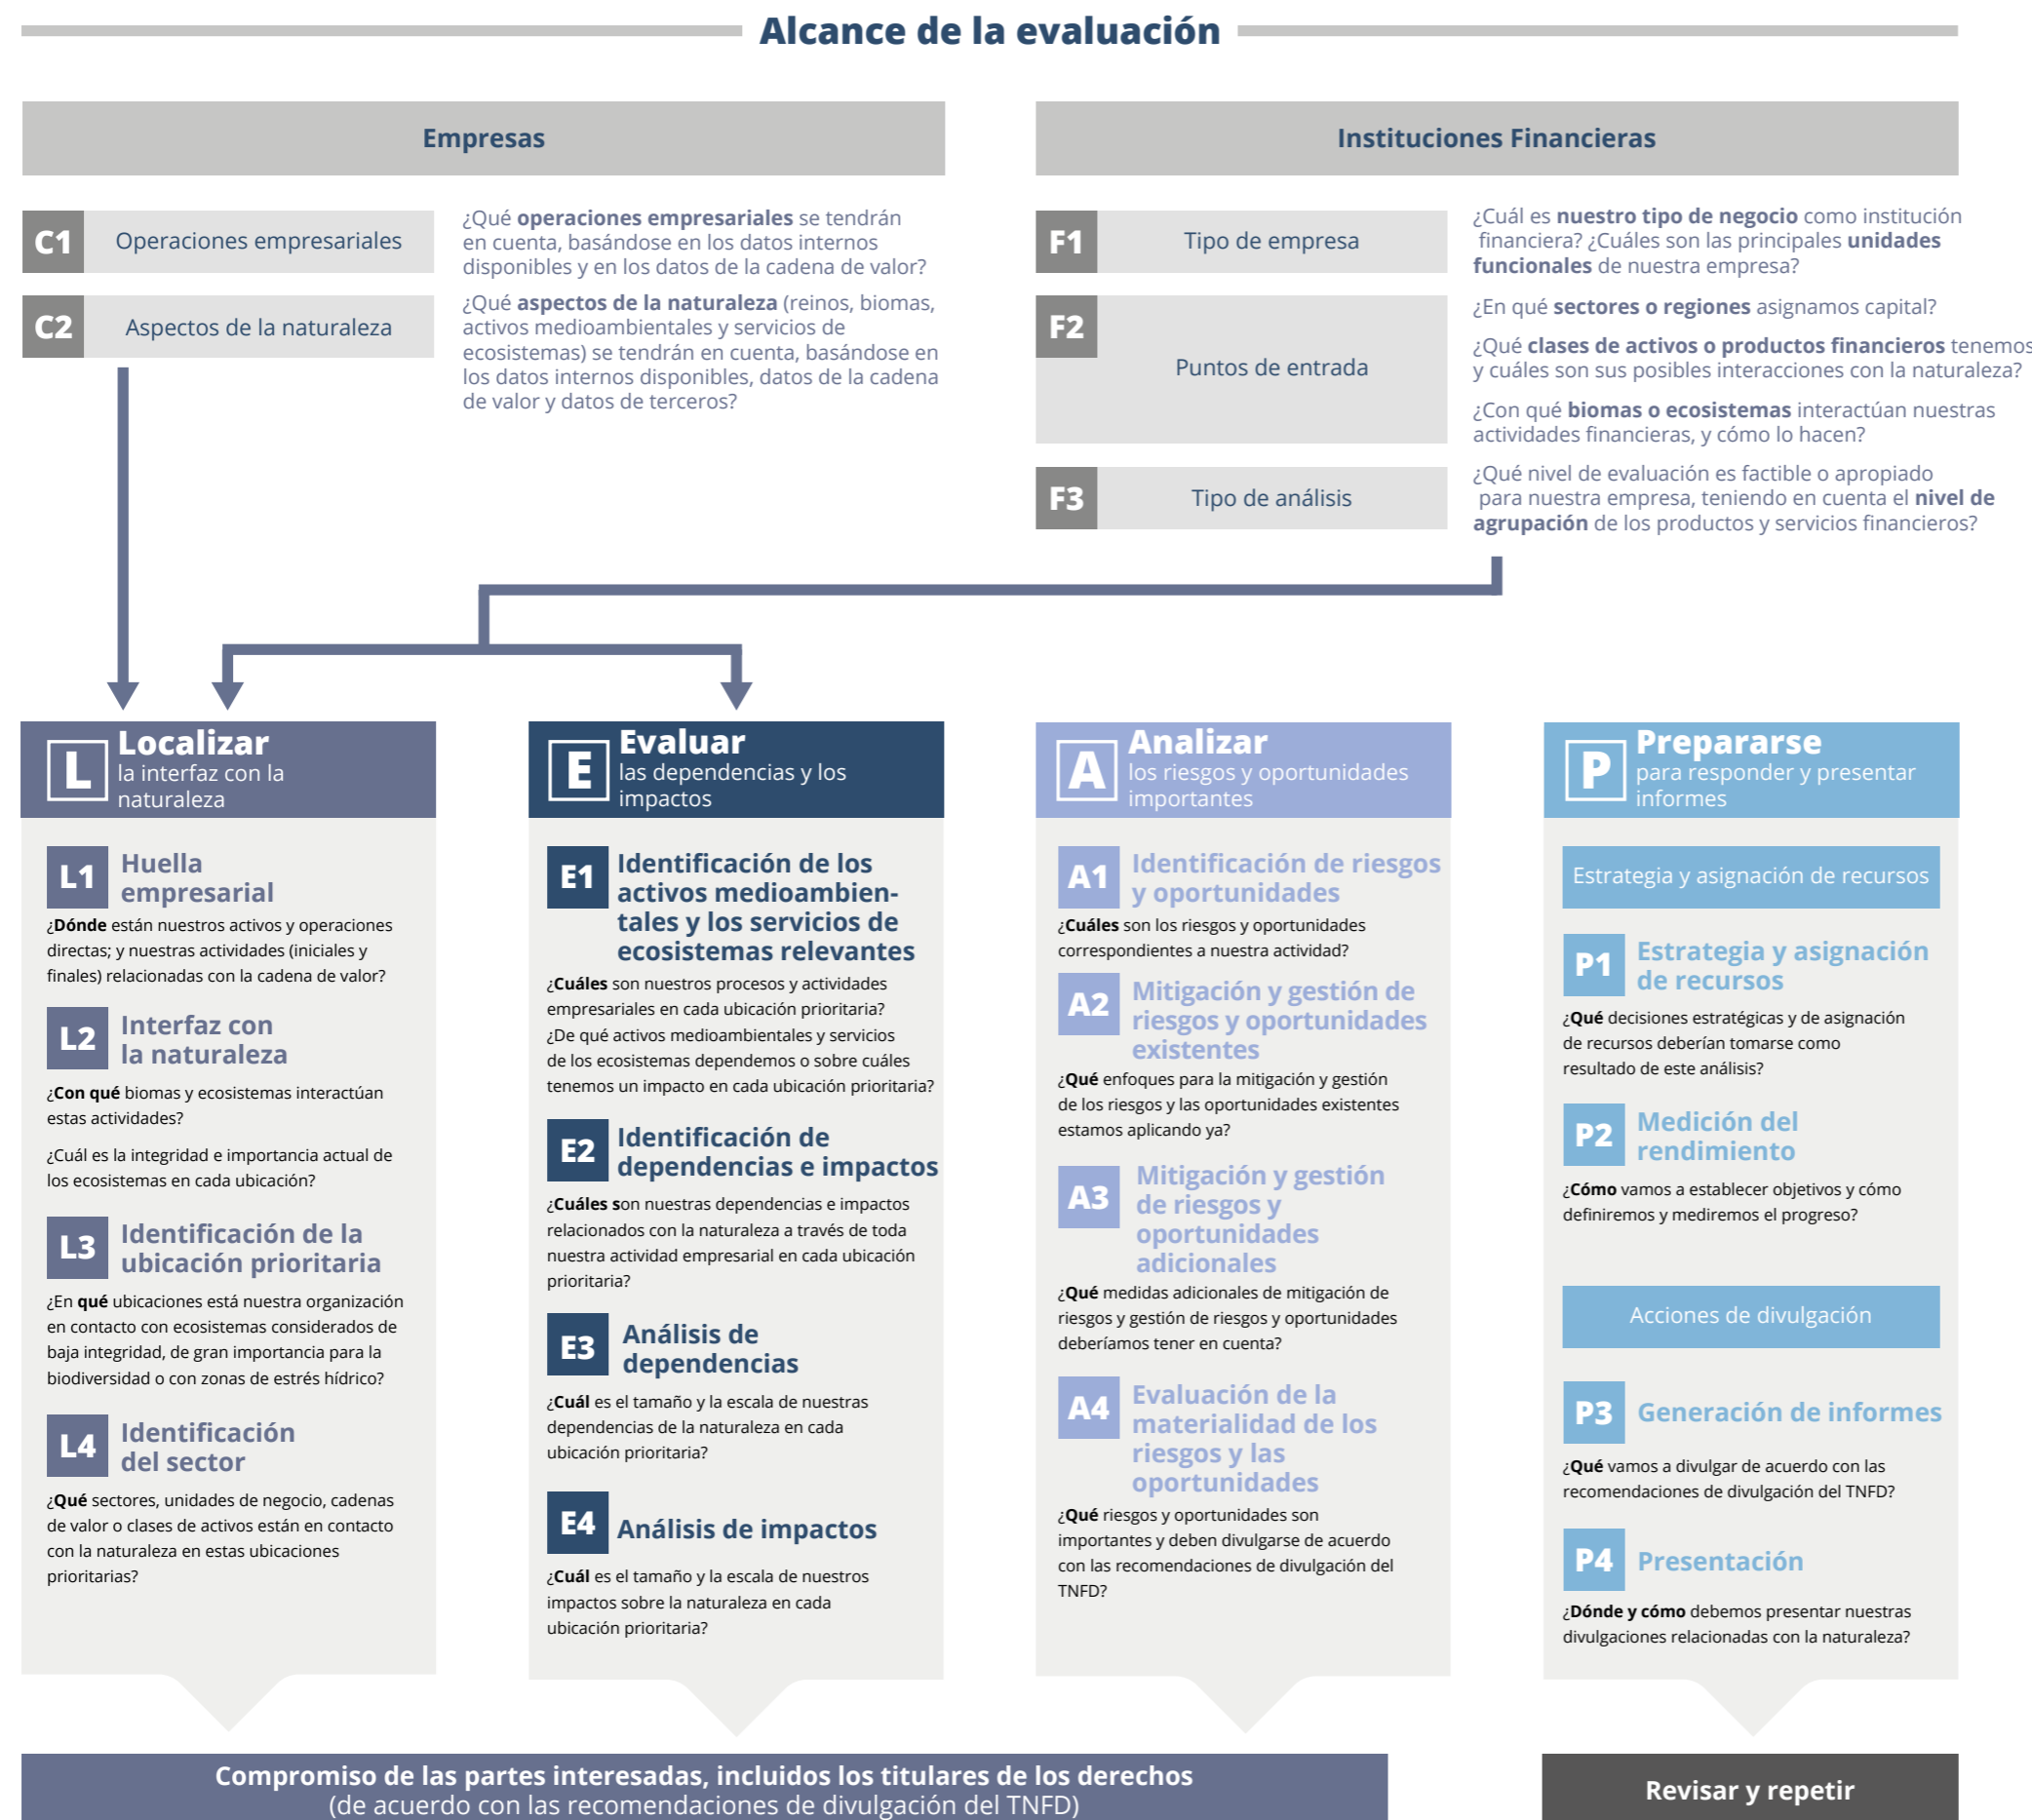 Alcance de la evaluación
Empresas
C1
Operaciones empresariales
¿Qué operaciones empresariales se tendrán
en cuenta, basándose en los datos internos
disponibles y en los datos de la cadena de valor?
C2
Aspectos de la naturaleza
¿Qué aspectos de la naturaleza (reinos, biomas,
activos medioambientales y servicios de
ecosistemas) se tendrán en cuenta, basándose en
los datos internos disponibles, datos de la cadena
de valor y datos de terceros?
Instituciones Financieras
F1
Tipo de empresa
¿Cuál es nuestro tipo de negocio como institución
financiera? ¿Cuáles son las principales unidades
funcionales de nuestra empresa?
F2
Puntos de entrada
¿En qué sectores o regiones asignamos capital?
¿Qué clases de activos o productos financieros tenemos
y cuáles son sus posibles interacciones con la naturaleza?
¿Con qué biomas o ecosistemas interactúan nuestras
actividades financieras, y cómo lo hacen?
F3
Tipo de análisis
¿Qué nivel de evaluación es factible o apropiado
para nuestra empresa, teniendo en cuenta el nivel de
agrupación de los productos y servicios financieros?
L
Localizar
la interfaz con la
naturaleza
L1
Huella
empresarial
¿Dónde están nuestros activos y operaciones
directas; y nuestras actividades (iniciales y
finales) relacionadas con la cadena de valor?
L2
Interfaz con
la naturaleza
¿Con qué biomas y ecosistemas interactúan
estas actividades?
¿Cuál es la integridad e importancia actual de
los ecosistemas en cada ubicación?
L3
Identificación de la
ubicación prioritaria
¿En qué ubicaciones está nuestra organización
en contacto con ecosistemas considerados de
baja integridad, de gran importancia para la
biodiversidad o con zonas de estrés hídrico?
L4
Identificación
del sector
¿Qué sectores, unidades de negocio, cadenas
de valor o clases de activos están en contacto
con la naturaleza en estas ubicaciones
prioritarias?
E
Evaluar
las dependencias y los
impactos
E1
Identificación de los
activos medioambien-
tales y los servicios de
ecosistemas relevantes
¿Cuáles son nuestros procesos y actividades
empresariales en cada ubicación prioritaria?
¿De qué activos medioambientales y servicios
de los ecosistemas dependemos o sobre cuáles
tenemos un impacto en cada ubicación prioritaria?
E2
Identificación de
dependencias e impactos
¿Cuáles son nuestras dependencias e impactos
relacionados con la naturaleza a través de toda
nuestra actividad empresarial en cada ubicación
prioritaria?
E3
Análisis de
dependencias
¿Cuál es el tamaño y la escala de nuestras
dependencias de la naturaleza en cada
ubicación prioritaria?
E4
Análisis de impactos
¿Cuál es el tamaño y la escala de nuestros
impactos sobre la naturaleza en cada
ubicación prioritaria?
A
Analizar
los riesgos y oportunidades
importantes
A1
Identificación de riesgos
y oportunidades
¿Cuáles son los riesgos y oportunidades
correspondientes a nuestra actividad?
A2
Mitigación y gestión de
riesgos y oportunidades
existentes
¿Qué enfoques para la mitigación y gestión
de los riesgos y las oportunidades existentes
estamos aplicando ya?
A3
Mitigación y gestión
de riesgos y
oportunidades
adicionales
¿Qué medidas adicionales de mitigación de
riesgos y gestión de riesgos y oportunidades
deberíamos tener en cuenta?
A4
Evaluación de la
materialidad de los
riesgos y las
oportunidades
¿Qué riesgos y oportunidades son
importantes y deben divulgarse de acuerdo
con las recomendaciones de divulgación del
TNFD?
P
Prepararse
para responder y presentar
informes
Estrategia y asignación de recursos
P1
Estrategia y asignación
de recursos
¿Qué decisiones estratégicas y de asignación
de recursos deberían tomarse como
resultado de este análisis?
P2
Medición del
rendimiento
¿Cómo vamos a establecer objetivos y cómo
definiremos y mediremos el progreso?
Acciones de divulgación
P3
Generación de informes
¿Qué vamos a divulgar de acuerdo con las
recomendaciones de divulgación del TNFD?
P4
Presentación
¿Dónde y cómo debemos presentar nuestras
divulgaciones relacionadas con la naturaleza?
Compromiso de las partes interesadas, incluidos los titulares de los derechos
(de acuerdo con las recomendaciones de divulgación del TNFD)
Revisar y repetir